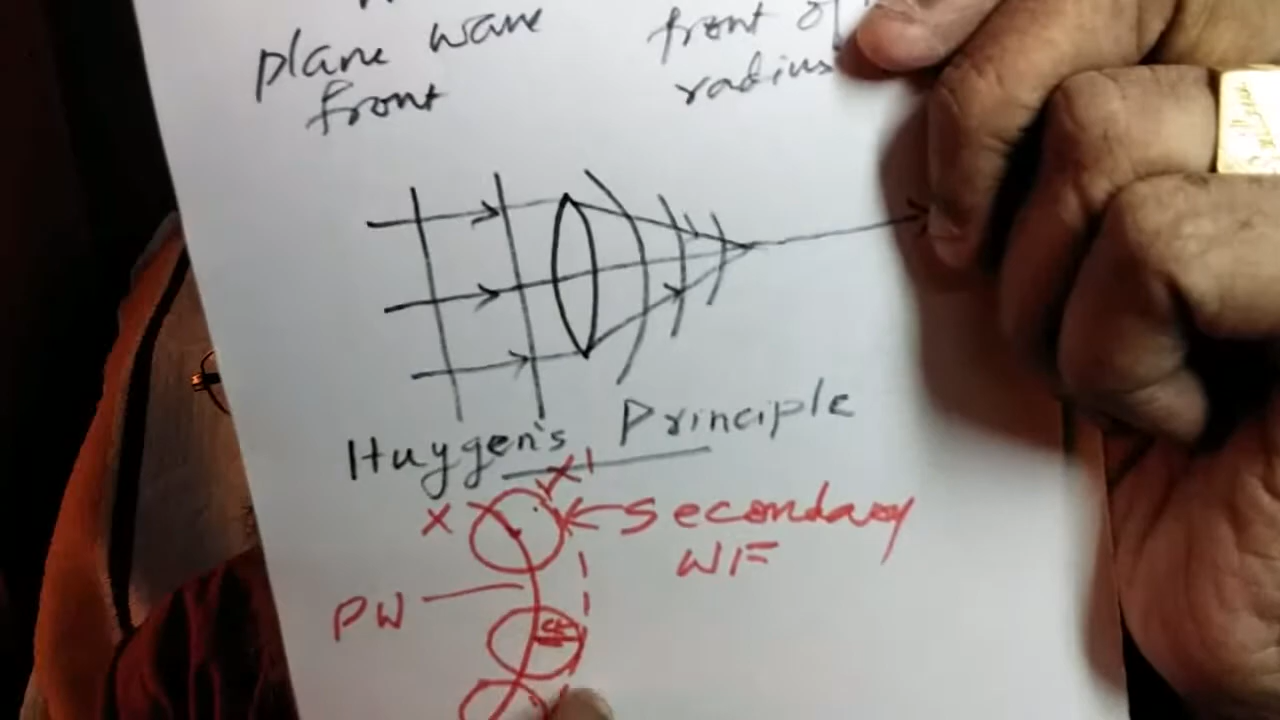 plane wave
front
front of
radius
Huygen's Principle
X X'
Secondary
WF
PW